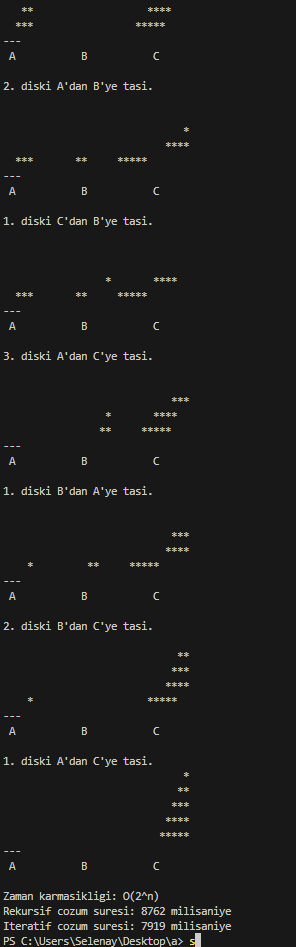 **                   ****
  ***                 *****
---
 A           B           C
2. diski A'dan B'ye tasi.
                              *
                           ****
  ***       **     *****
---
 A           B           C
1. diski C'dan B'ye tasi.
                 *       ****
  ***       **     *****
---
 A           B           C
3. diski A'dan C'ye tasi.
                            ***
                 *       ****
                **     *****
---
 A           B           C
1. diski B'dan A'ye tasi.
                            ***
                           ****
    *         **     *****
---
 A           B           C
2. diski B'dan C'ye tasi.
                             **
                            ***
                           ****
    *                   *****
---
 A           B           C
1. diski A'dan C'ye tasi.
                              *
                             **
                            ***
                           ****
                          *****
---
 A           B           C
Zaman karmasikligi: O(2^n)
Rekursif cozum suresi: 8762 milisaniye
Iteratif cozum suresi: 7919 milisaniye
PS C:\Users\Selenay\Desktop\a> s